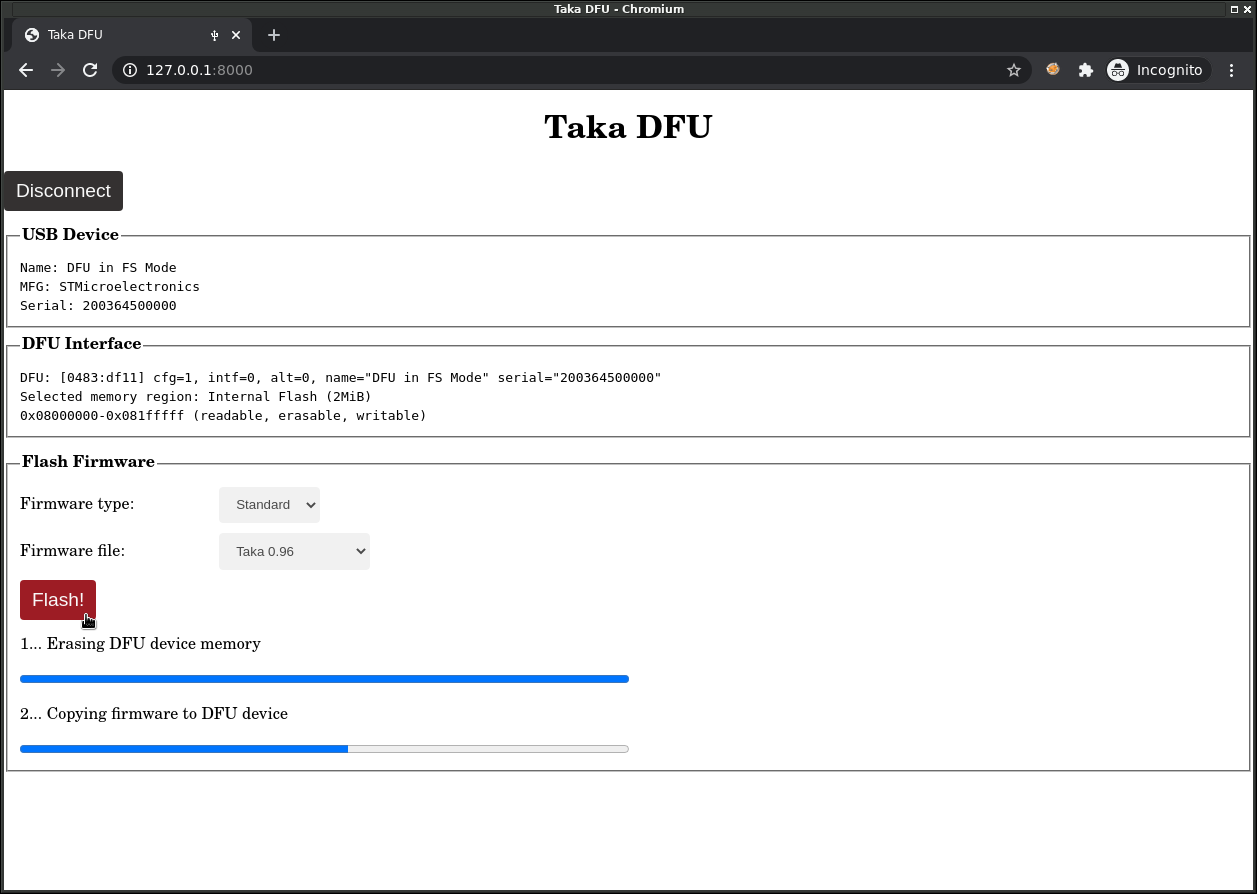 Taka DFU - Chromium
Taka DFU
127.0.0.1:8000
Incognito
Taka DFU
Disconnect
USB Device
Name: DFU in FS Mode
MFG: STMicroelectronics
Serial: 200364500000
DFU Interface
DFU: [0483:df11] cfg=1, intf=0, alt=0, name="DFU in FS Mode" serial="200364500000"
Selected memory region: Internal Flash (2MiB)
0x08000000-0x081fffff (readable, erasable, writable)
Flash Firmware
Firmware type: Standard
Firmware file: Taka 0.96
Flash!
1... Erasing DFU device memory
2... Copying firmware to DFU device